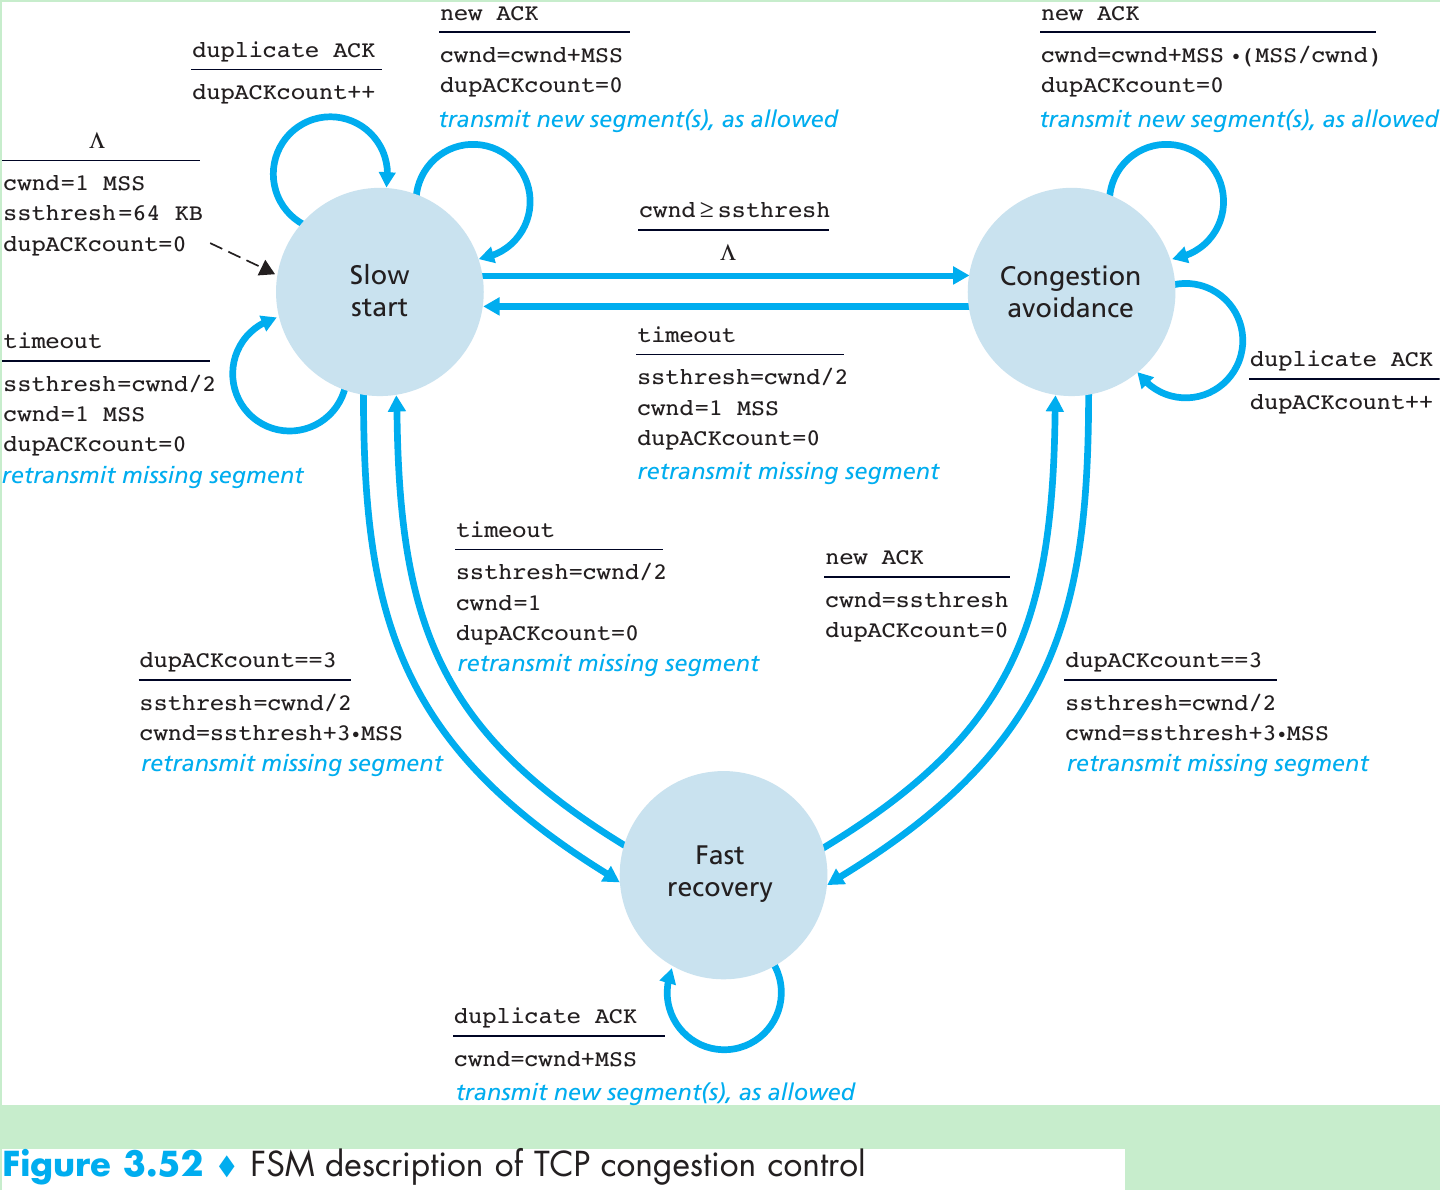 new ACK
cwnd=cwnd+MSS
dupACKcount=0
transmit new segment(s), as allowed
new ACK
cwnd=cwnd+MSS •(MSS/cwnd)
dupACKcount=0
transmit new segment(s), as allowed
duplicate ACK
dupACKcount++
Λ
cwnd=1 MSS
ssthresh=64 KB
dupACKcount=0
cwnd≥ssthresh
Λ
Slow
start
Congestion
avoidance
timeout
ssthresh=cwnd/2
cwnd=1 MSS
dupACKcount=0
retransmit missing segment
timeout
ssthresh=cwnd/2
cwnd=1 MSS
dupACKcount=0
retransmit missing segment
duplicate ACK
dupACKcount++
timeout
ssthresh=cwnd/2
cwnd=1
dupACKcount=0
retransmit missing segment
new ACK
cwnd=ssthresh
dupACKcount=0
dupACKcount==3
ssthresh=cwnd/2
cwnd=ssthresh+3•MSS
retransmit missing segment
dupACKcount==3
ssthresh=cwnd/2
cwnd=ssthresh+3•MSS
retransmit missing segment
Fast
recovery
duplicate ACK
cwnd=cwnd+MSS
transmit new segment(s), as allowed
Figure 3.52 ♦ FSM description of TCP congestion control